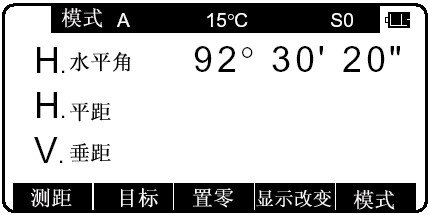 模式 A 15°C S0
H. 水平角 92° 30' 20"
H. 平距
V. 垂距
测距 目标 置零 显示改变 模式